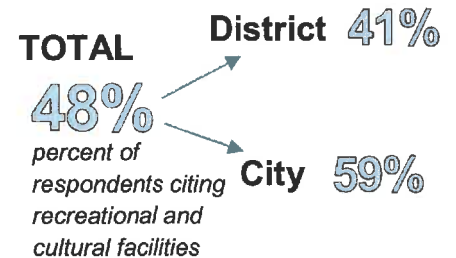 District 41%
TOTAL
48%
percent of
respondents citing
recreational and
cultural facilities
City 59%